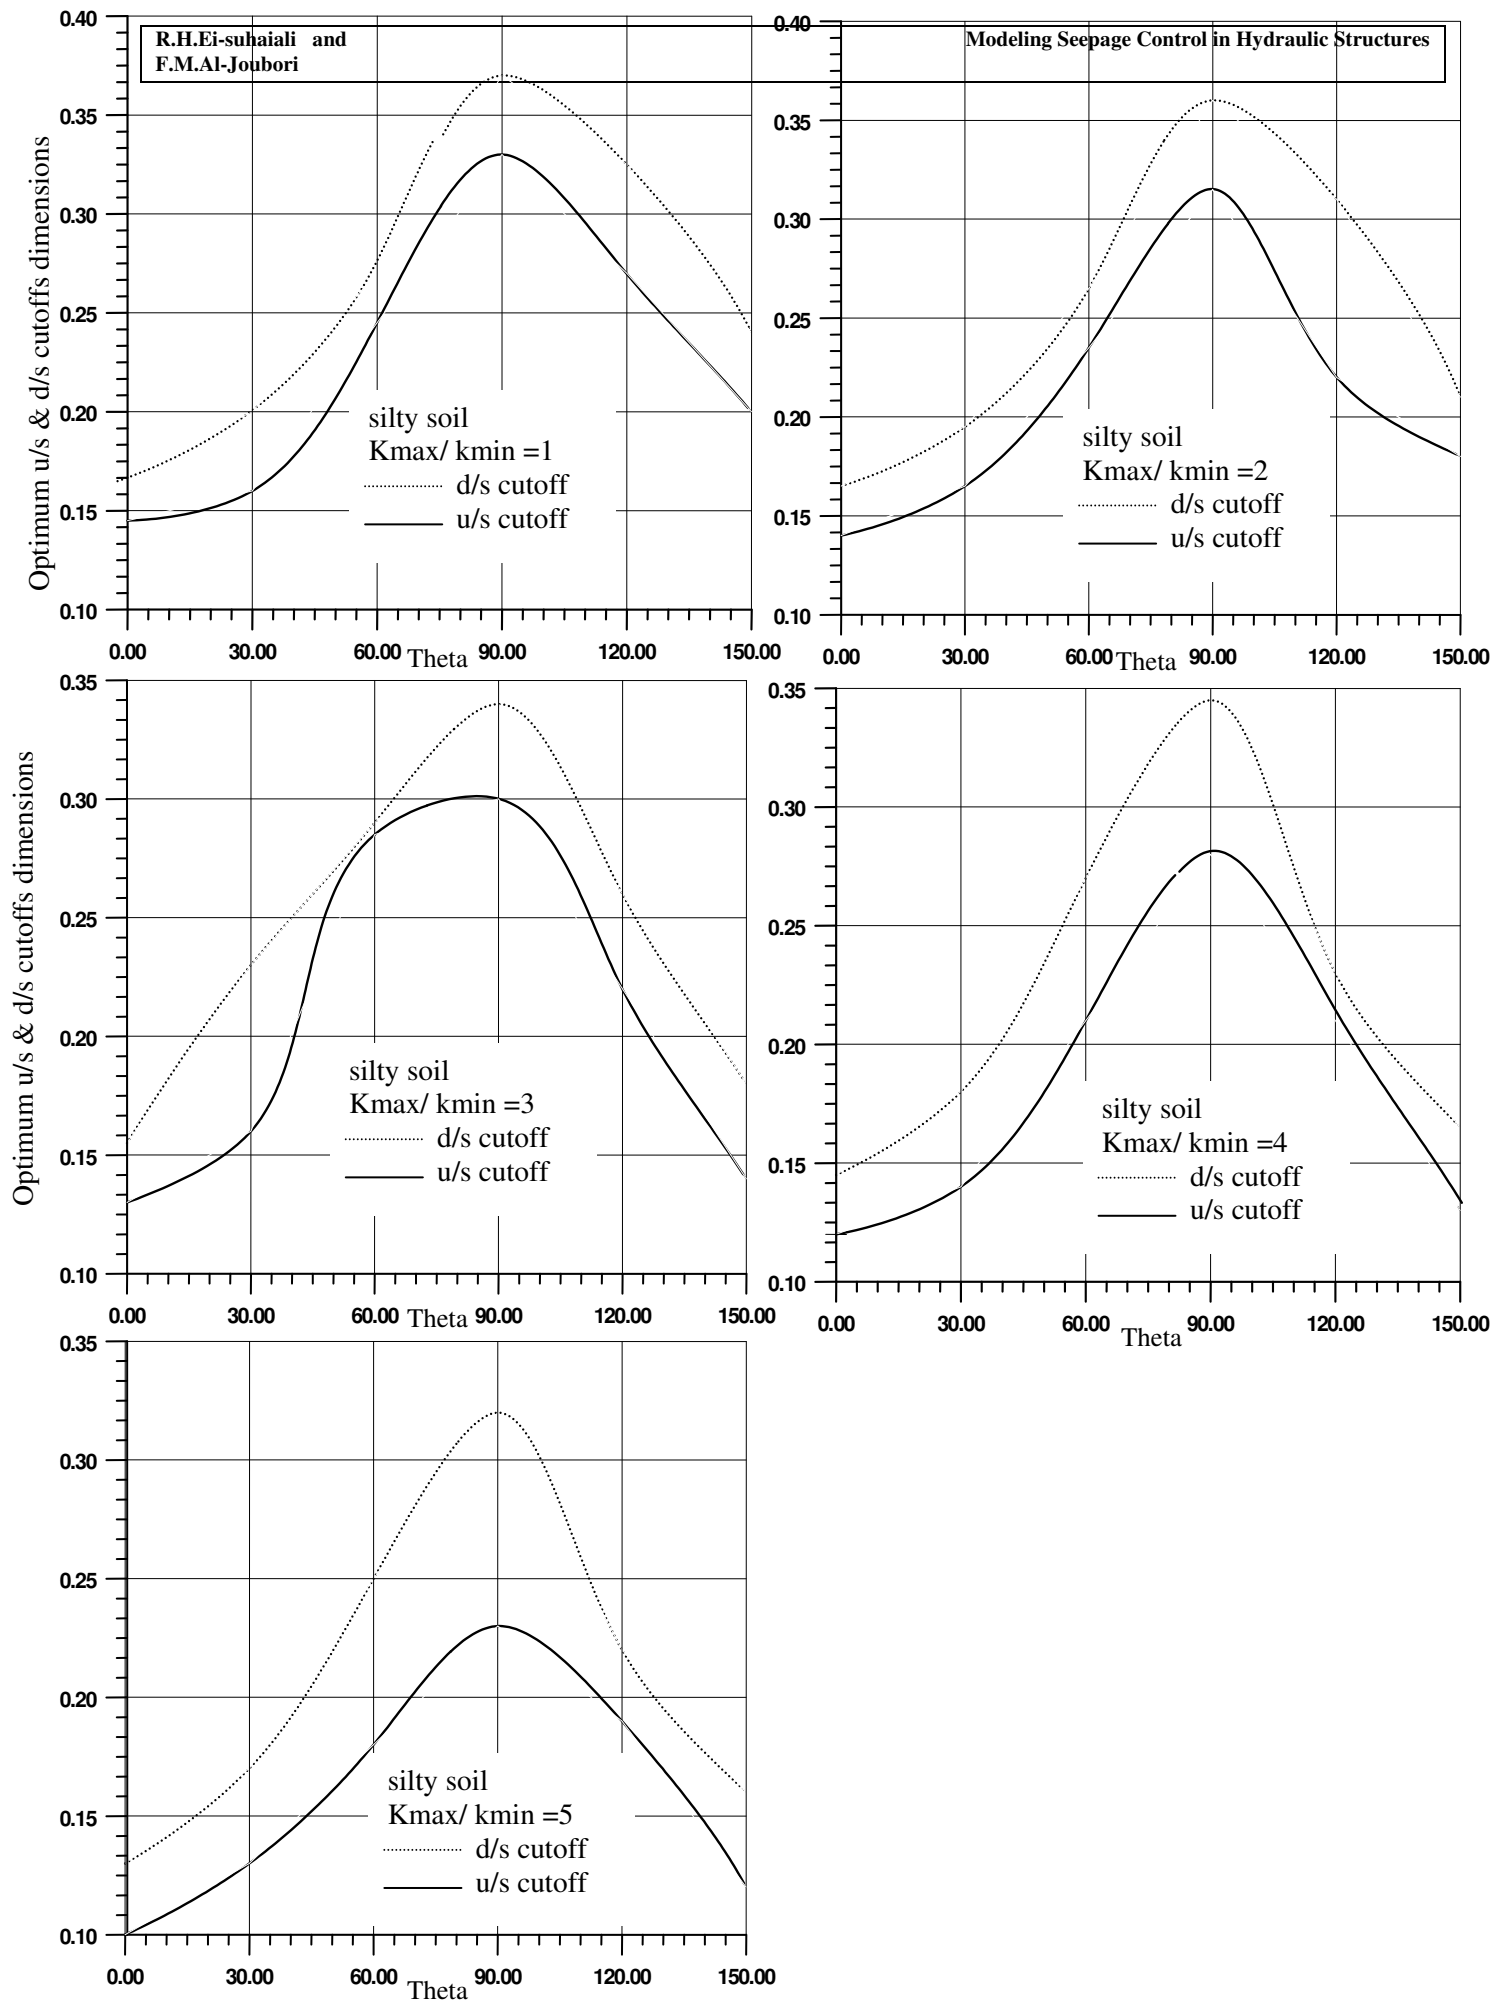 R.H.Ei-suhaiali and
F.M.Al-Joubori
Modeling Seepage Control in Hydraulic Structures
Optimum u/s & d/s cutoffs dimensions
0.40
0.35
0.30
0.25
0.20
0.15
0.10
silty soil
Kmax/ kmin =1
d/s cutoff
u/s cutoff
0.00 30.00 60.00 90.00 120.00 150.00
Theta
0.40
0.35
0.30
0.25
0.20
0.15
0.10
silty soil
Kmax/ kmin =2
d/s cutoff
u/s cutoff
0.00 30.00 60.00 90.00 120.00 150.00
Theta
Optimum u/s & d/s cutoffs dimensions
0.35
0.30
0.25
0.20
0.15
0.10
silty soil
Kmax/ kmin =3
d/s cutoff
u/s cutoff
0.00 30.00 60.00 90.00 120.00 150.00
Theta
0.35
0.30
0.25
0.20
0.15
0.10
silty soil
Kmax/ kmin =4
d/s cutoff
u/s cutoff
0.00 30.00 60.00 90.00 120.00 150.00
Theta
0.35
0.30
0.25
0.20
0.15
0.10
silty soil
Kmax/ kmin =5
d/s cutoff
u/s cutoff
0.00 30.00 60.00 90.00 120.00 150.00
Theta